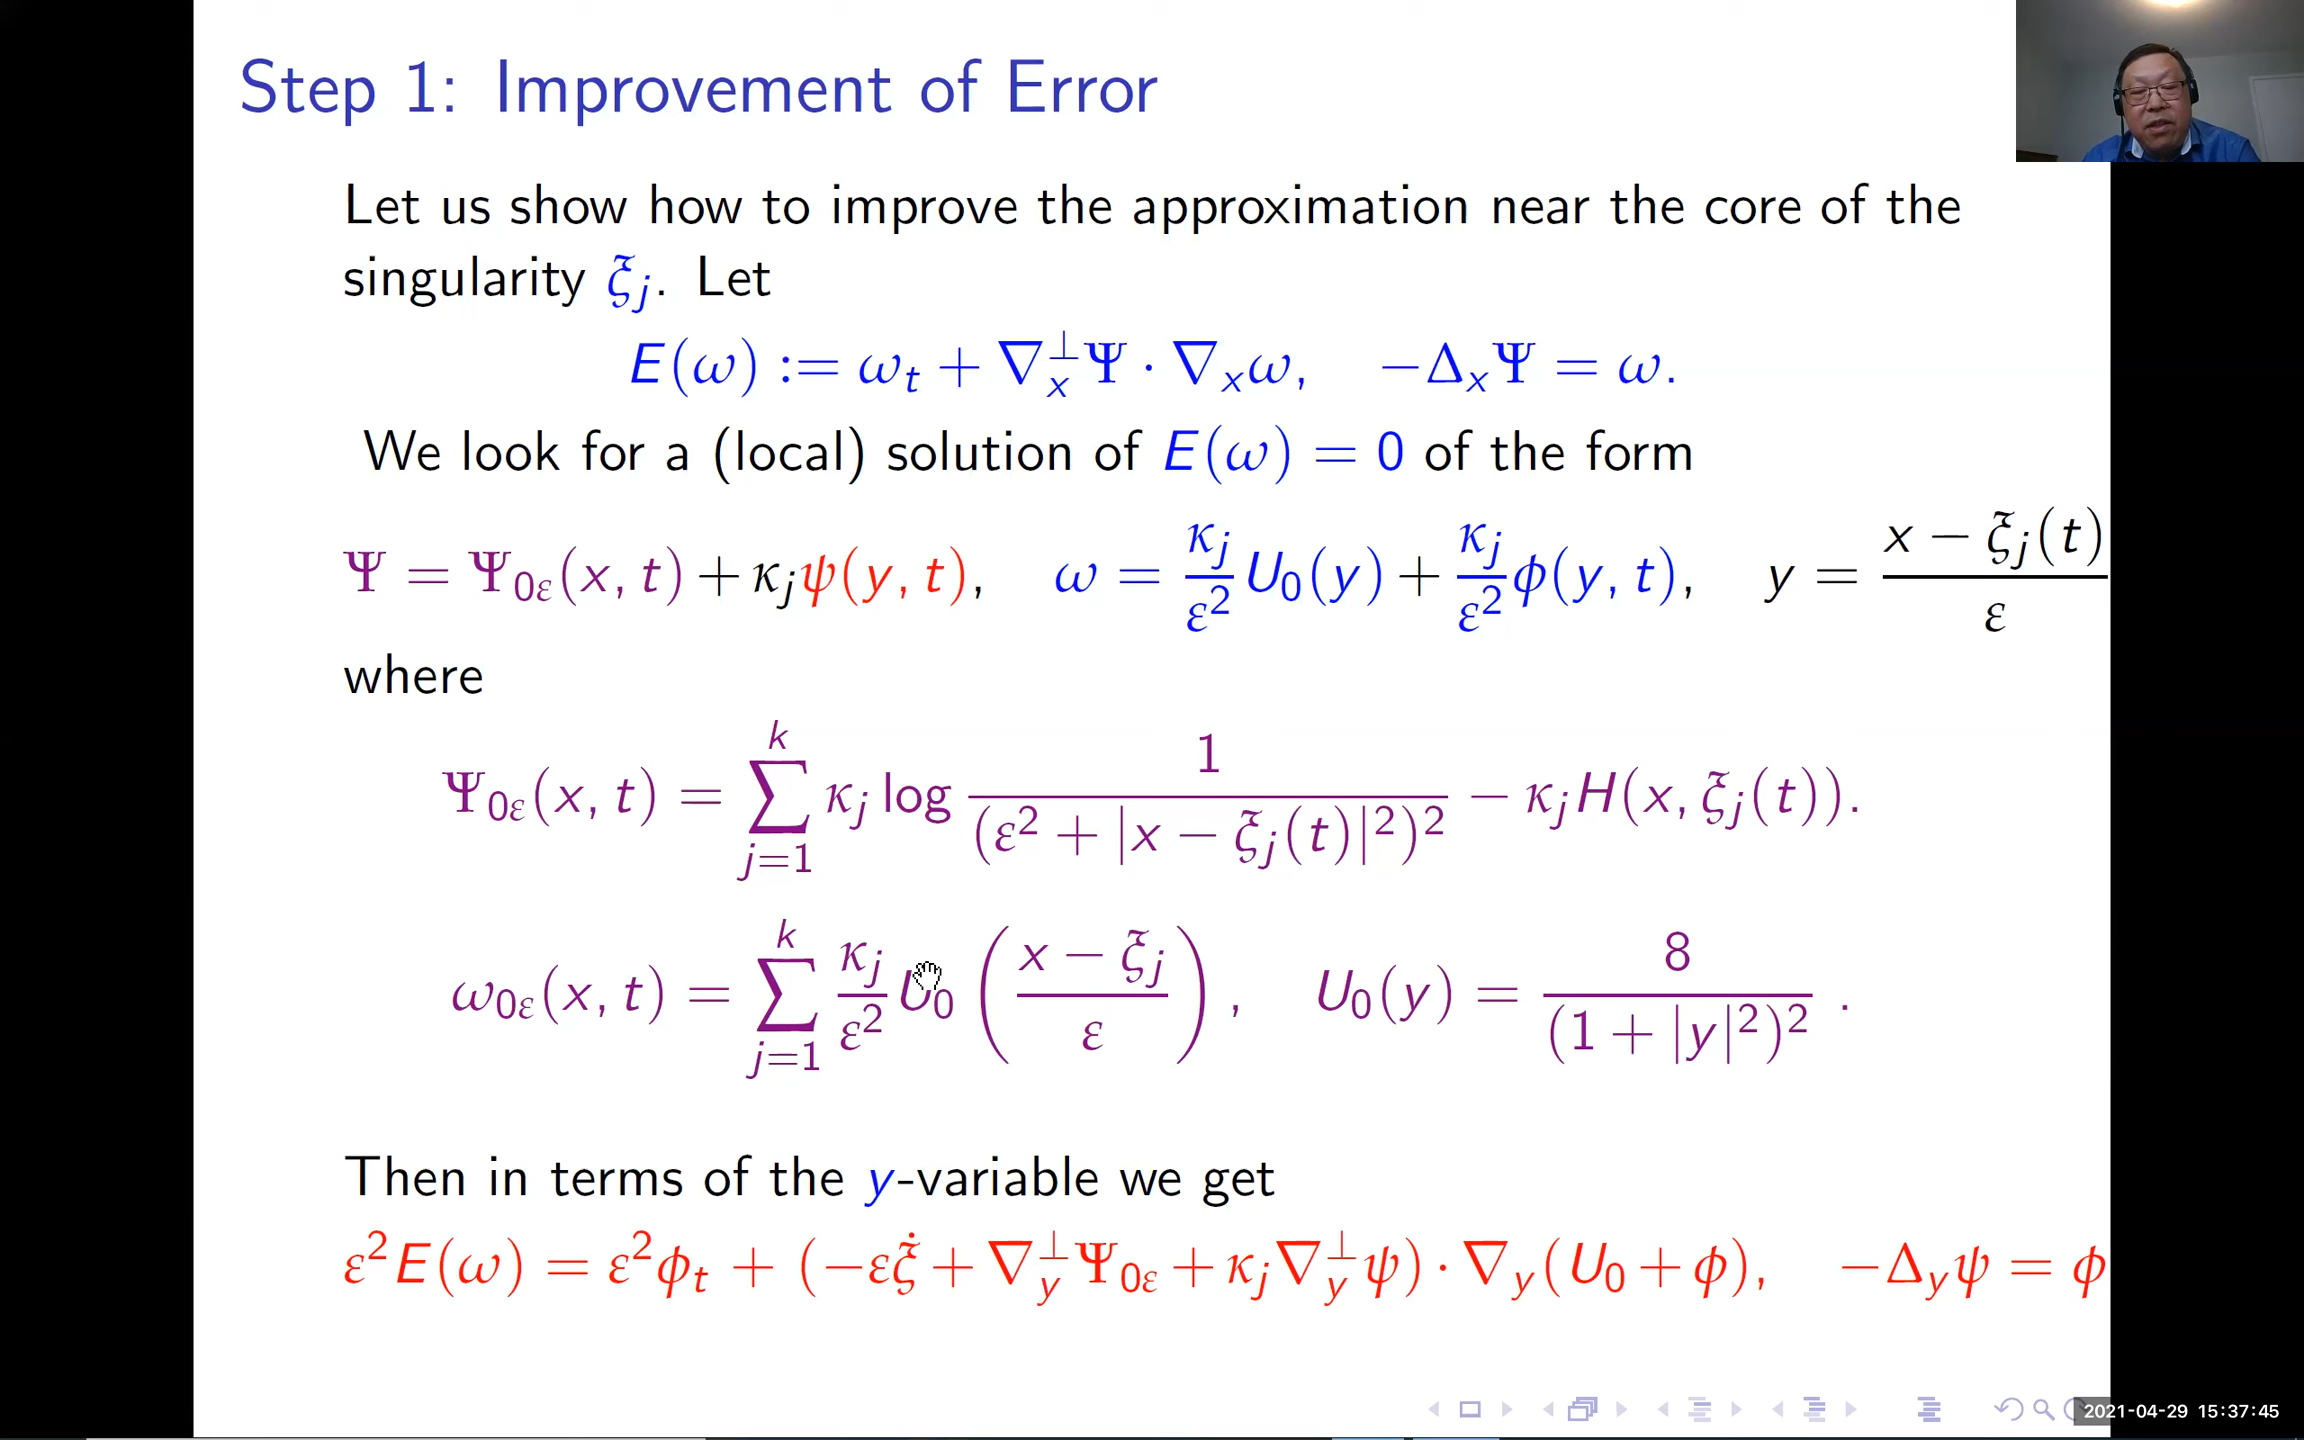 Step 1: Improvement of Error
Let us show how to improve the approximation near the core of the
singularity ξ_j. Let
E(ω) := ω_t + ∇_x^⊥Ψ · ∇_xω, −Δ_xΨ = ω.
We look for a (local) solution of E(ω) = 0 of the form
Ψ = Ψ_{0ε}(x, t) + κ_jψ(y, t), ω = κ_j/ε² U_0(y) + κ_j/ε² ϕ(y, t), y = (x − ξ_j(t))/ε
where
Ψ_{0ε}(x, t) = ∑_{j=1}^{k} κ_j log 1/(ε² + |x − ξ_j(t)|²)² − κ_jH(x, ξ_j(t)).
ω_{0ε}(x, t) = ∑_{j=1}^{k} κ_j/ε² U_0((x − ξ_j)/ε), U_0(y) = 8/(1 + |y|²)² .
Then in terms of the y-variable we get
ε²E(ω) = ε²ϕ_t + (−εξ̇ + ∇_y^⊥Ψ_{0ε} + κ_j∇_y^⊥ψ) · ∇_y(U_0 + ϕ), −Δ_yψ = ϕ
2021-04-29 15:37:45